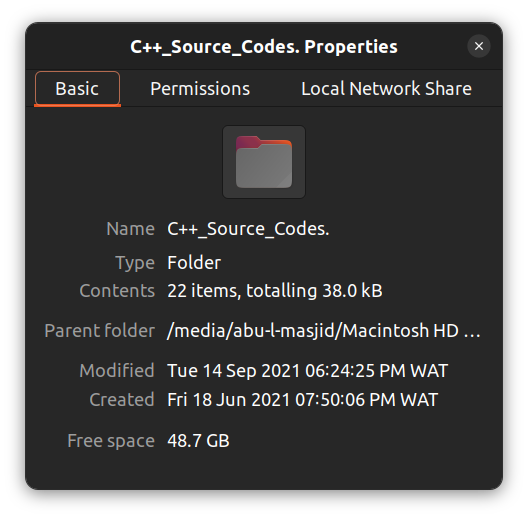 C++_Source_Codes. Properties
Basic Permissions Local Network Share
Name C++_Source_Codes.
Type Folder
Contents 22 items, totalling 38.0 kB
Parent folder /media/abu-l-masjid/Macintosh HD …
Modified Tue 14 Sep 2021 06:24:25 PM WAT
Created Fri 18 Jun 2021 07:50:06 PM WAT
Free space 48.7 GB